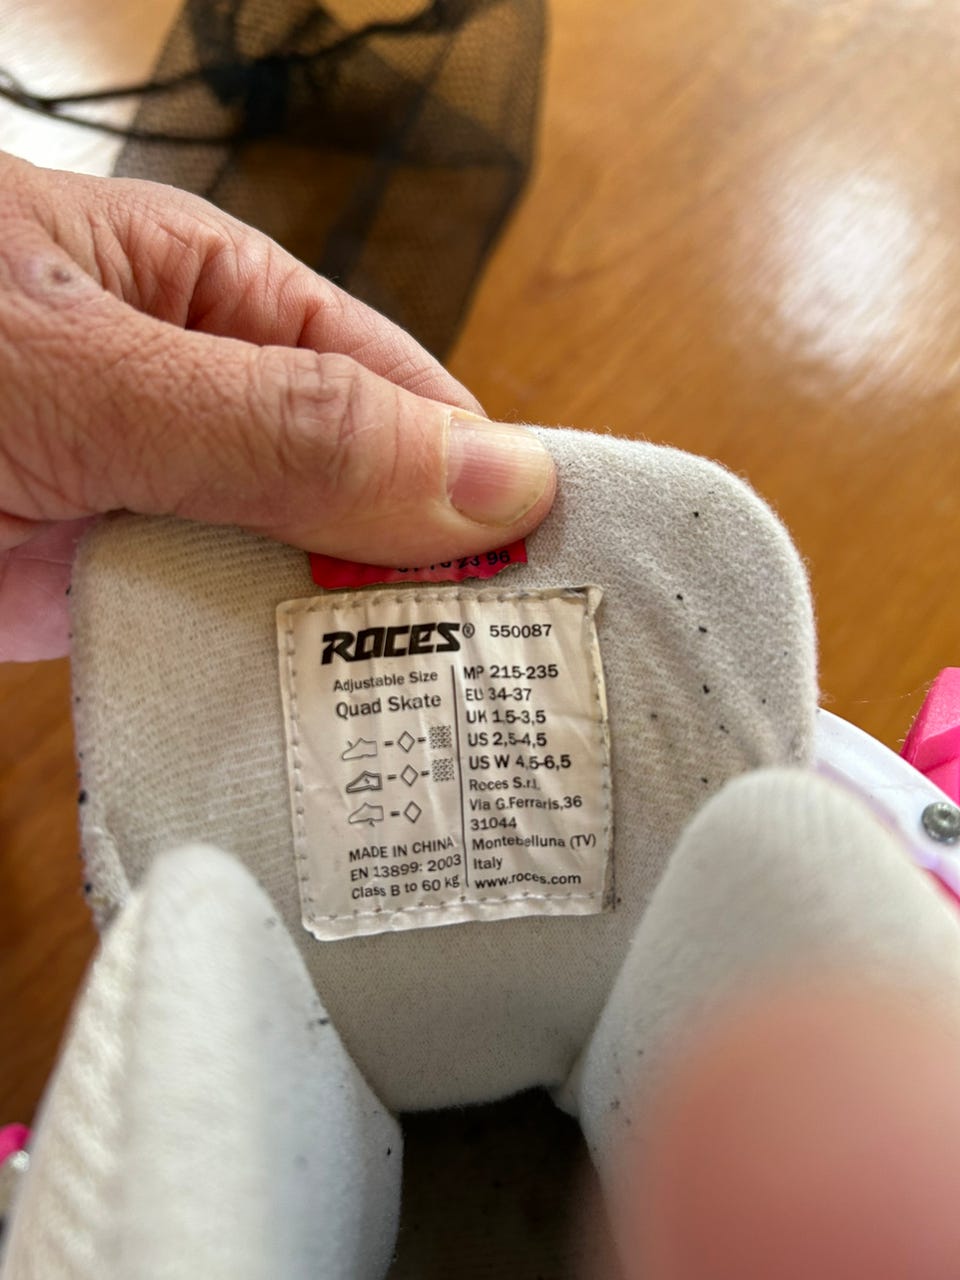 23 96
ROCES® 550087
Adjustable Size
Quad Skate
MADE IN CHINA
EN 13899: 2003
Class B to 60 kg
MP 215-235
EU 34-37
UK 1.5-3,5
US 2,5-4,5
US W 4.5-6,5
Roces S.r.l.
Via G.Ferraris,36
31044
Montebelluna (TV)
Italy
www.roces.com